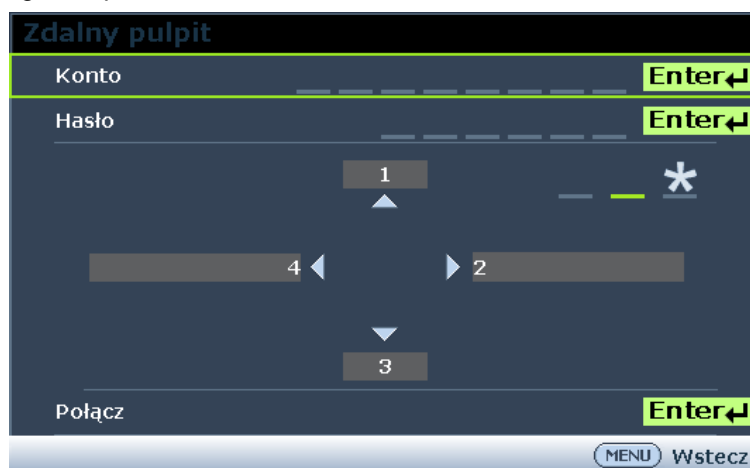 Zdalny pulpit
Konto _ _ _ _ _ _ _ _ Enter↵
Hasło _ _ _ _ _ _ Enter↵
1
_ _ *
4 2
3
Połącz Enter↵
MENU Wstecz